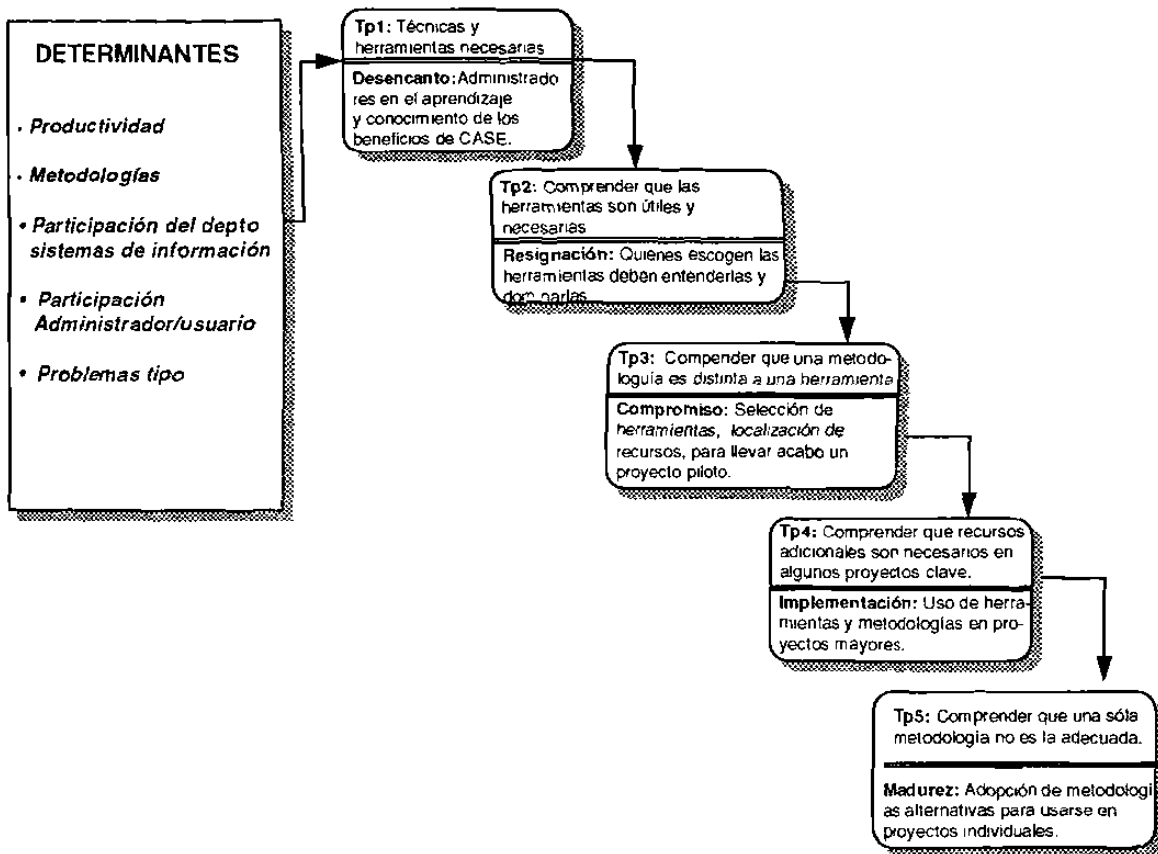 DETERMINANTES
• Productividad
• Metodologías
• Participación del depto
sistemas de información
• Participación
Administrador/usuario
• Problemas tipo
Tp1: Técnicas y
herramientas necesarias
Desencanto: Administrado
res en el aprendizaje
y conocimiento de los
beneficios de CASE.
Tp2: Comprender que las
herramientas son útiles y
necesarias
Resignación: Quienes escogen las
herramientas deben entenderlas y
dominarlas
Tp3: Compender que una metodo-
loguía es distinta a una herramienta
Compromiso: Selección de
herramientas, localización de
recursos, para llevar acabo un
proyecto piloto.
Tp4: Comprender que recursos
adicionales son necesarios en
algunos proyectos clave.
Implementación: Uso de herra-
mientas y metodologías en pro-
yectos mayores.
Tp5: Comprender que una sóla
metodología no es la adecuada.
Madurez: Adopción de metodologi
as alternativas para usarse en
proyectos individuales.